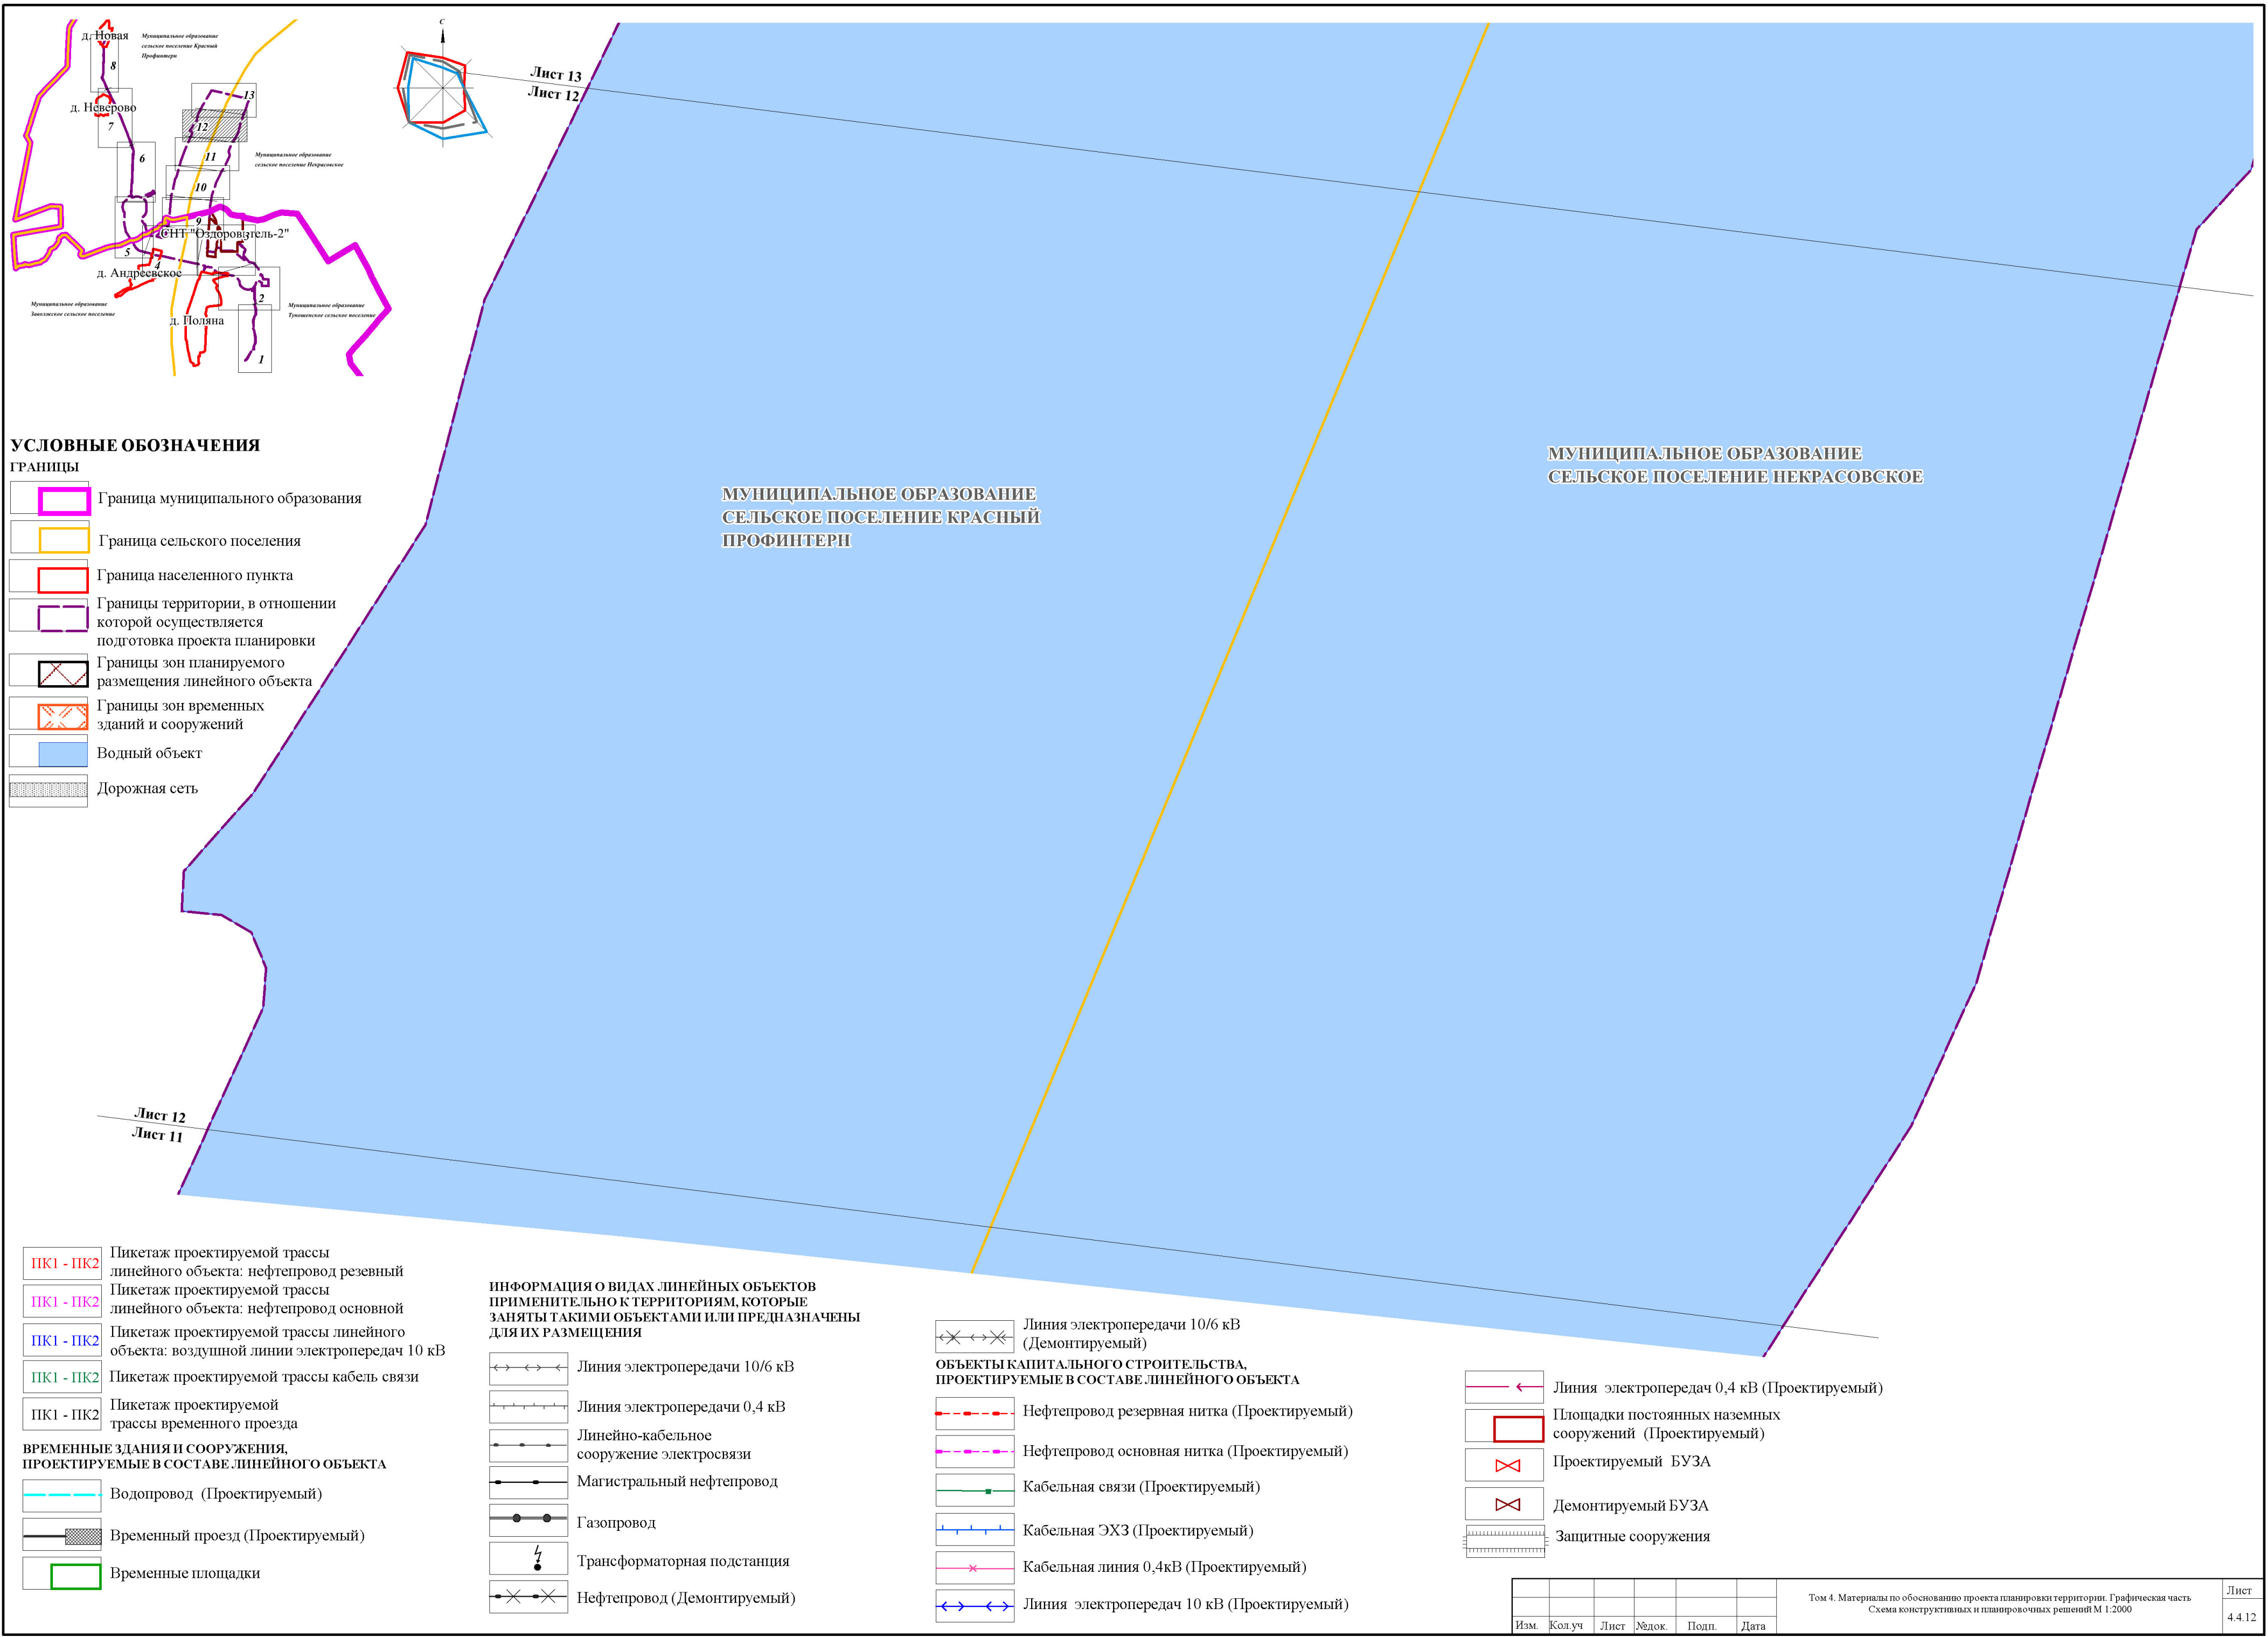 д. Новая
Муниципальное образование
сельское поселение Красный
Профинтерн
8
д. Неверово
7
13
12
6
11
Муниципальное образование
сельское поселение Некрасовское
10
9
СНТ "Оздоровитель-2"
3
5
4
д. Андреевское
2
Муниципальное образование
Заволжское сельское поселение
Муниципальное образование
Туношенское сельское поселение
д. Поляна
1
С
Лист 13
Лист 12
МУНИЦИПАЛЬНОЕ ОБРАЗОВАНИЕ
СЕЛЬСКОЕ ПОСЕЛЕНИЕ КРАСНЫЙ
ПРОФИНТЕРН
МУНИЦИПАЛЬНОЕ ОБРАЗОВАНИЕ
СЕЛЬСКОЕ ПОСЕЛЕНИЕ НЕКРАСОВСКОЕ
УСЛОВНЫЕ ОБОЗНАЧЕНИЯ
ГРАНИЦЫ
Граница муниципального образования
Граница сельского поселения
Граница населенного пункта
Границы территории, в отношении
которой осуществляется
подготовка проекта планировки
Границы зон планируемого
размещения линейного объекта
Границы зон временных
зданий и сооружений
Водный объект
Дорожная сеть
Лист 12
Лист 11
ПК1 - ПК2
Пикетаж проектируемой трассы
линейного объекта: нефтепровод резевный
ПК1 - ПК2
Пикетаж проектируемой трассы
линейного объекта: нефтепровод основной
ПК1 - ПК2
Пикетаж проектируемой трассы линейного
объекта: воздушной линии электропередач 10 кВ
ПК1 - ПК2
Пикетаж проектируемой трассы кабель связи
ПК1 - ПК2
Пикетаж проектируемой
трассы временного проезда
ВРЕМЕННЫЕ ЗДАНИЯ И СООРУЖЕНИЯ,
ПРОЕКТИРУЕМЫЕ В СОСТАВЕ ЛИНЕЙНОГО ОБЪЕКТА
Водопровод (Проектируемый)
Временный проезд (Проектируемый)
Временные площадки
ИНФОРМАЦИЯ О ВИДАХ ЛИНЕЙНЫХ ОБЪЕКТОВ
ПРИМЕНИТЕЛЬНО К ТЕРРИТОРИЯМ, КОТОРЫЕ
ЗАНЯТЫ ТАКИМИ ОБЪЕКТАМИ ИЛИ ПРЕДНАЗНАЧЕНЫ
ДЛЯ ИХ РАЗМЕЩЕНИЯ
Линия электропередачи 10/6 кВ
Линия электропередачи 0,4 кВ
Линейно-кабельное
сооружение электросвязи
Магистральный нефтепровод
Газопровод
Трансформаторная подстанция
Нефтепровод (Демонтируемый)
Линия электропередачи 10/6 кВ
(Демонтируемый)
ОБЪЕКТЫ КАПИТАЛЬНОГО СТРОИТЕЛЬСТВА,
ПРОЕКТИРУЕМЫЕ В СОСТАВЕ ЛИНЕЙНОГО ОБЪЕКТА
Нефтепровод резервная нитка (Проектируемый)
Нефтепровод основная нитка (Проектируемый)
Кабельная связи (Проектируемый)
Кабельная ЭХЗ (Проектируемый)
Кабельная линия 0,4кВ (Проектируемый)
Линия электропередач 10 кВ (Проектируемый)
Линия электропередач 0,4 кВ (Проектируемый)
Площадки постоянных наземных
сооружений (Проектируемый)
Проектируемый БУЗА
Демонтируемый БУЗА
Защитные сооружения
Изм. Кол.уч Лист №док. Подп. Дата
Том 4. Материалы по обоснованию проекта планировки территории. Графическая часть
Схема конструктивных и планировочных решений М 1:2000
Лист
4.4.12